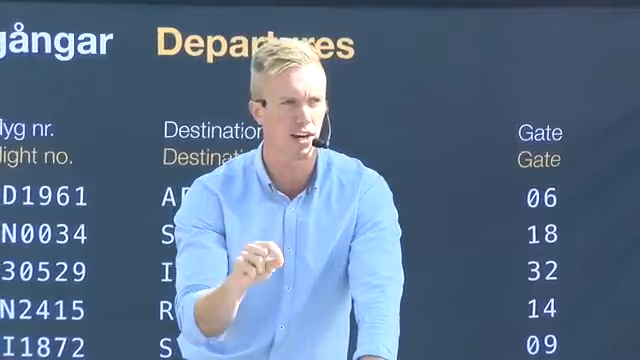 gångar Departures
yg nr. Destination Gate
light no. Destination Gate
D1961 A 06
N0034 S 18
30529 I 32
N2415 R 14
I1872 S 09